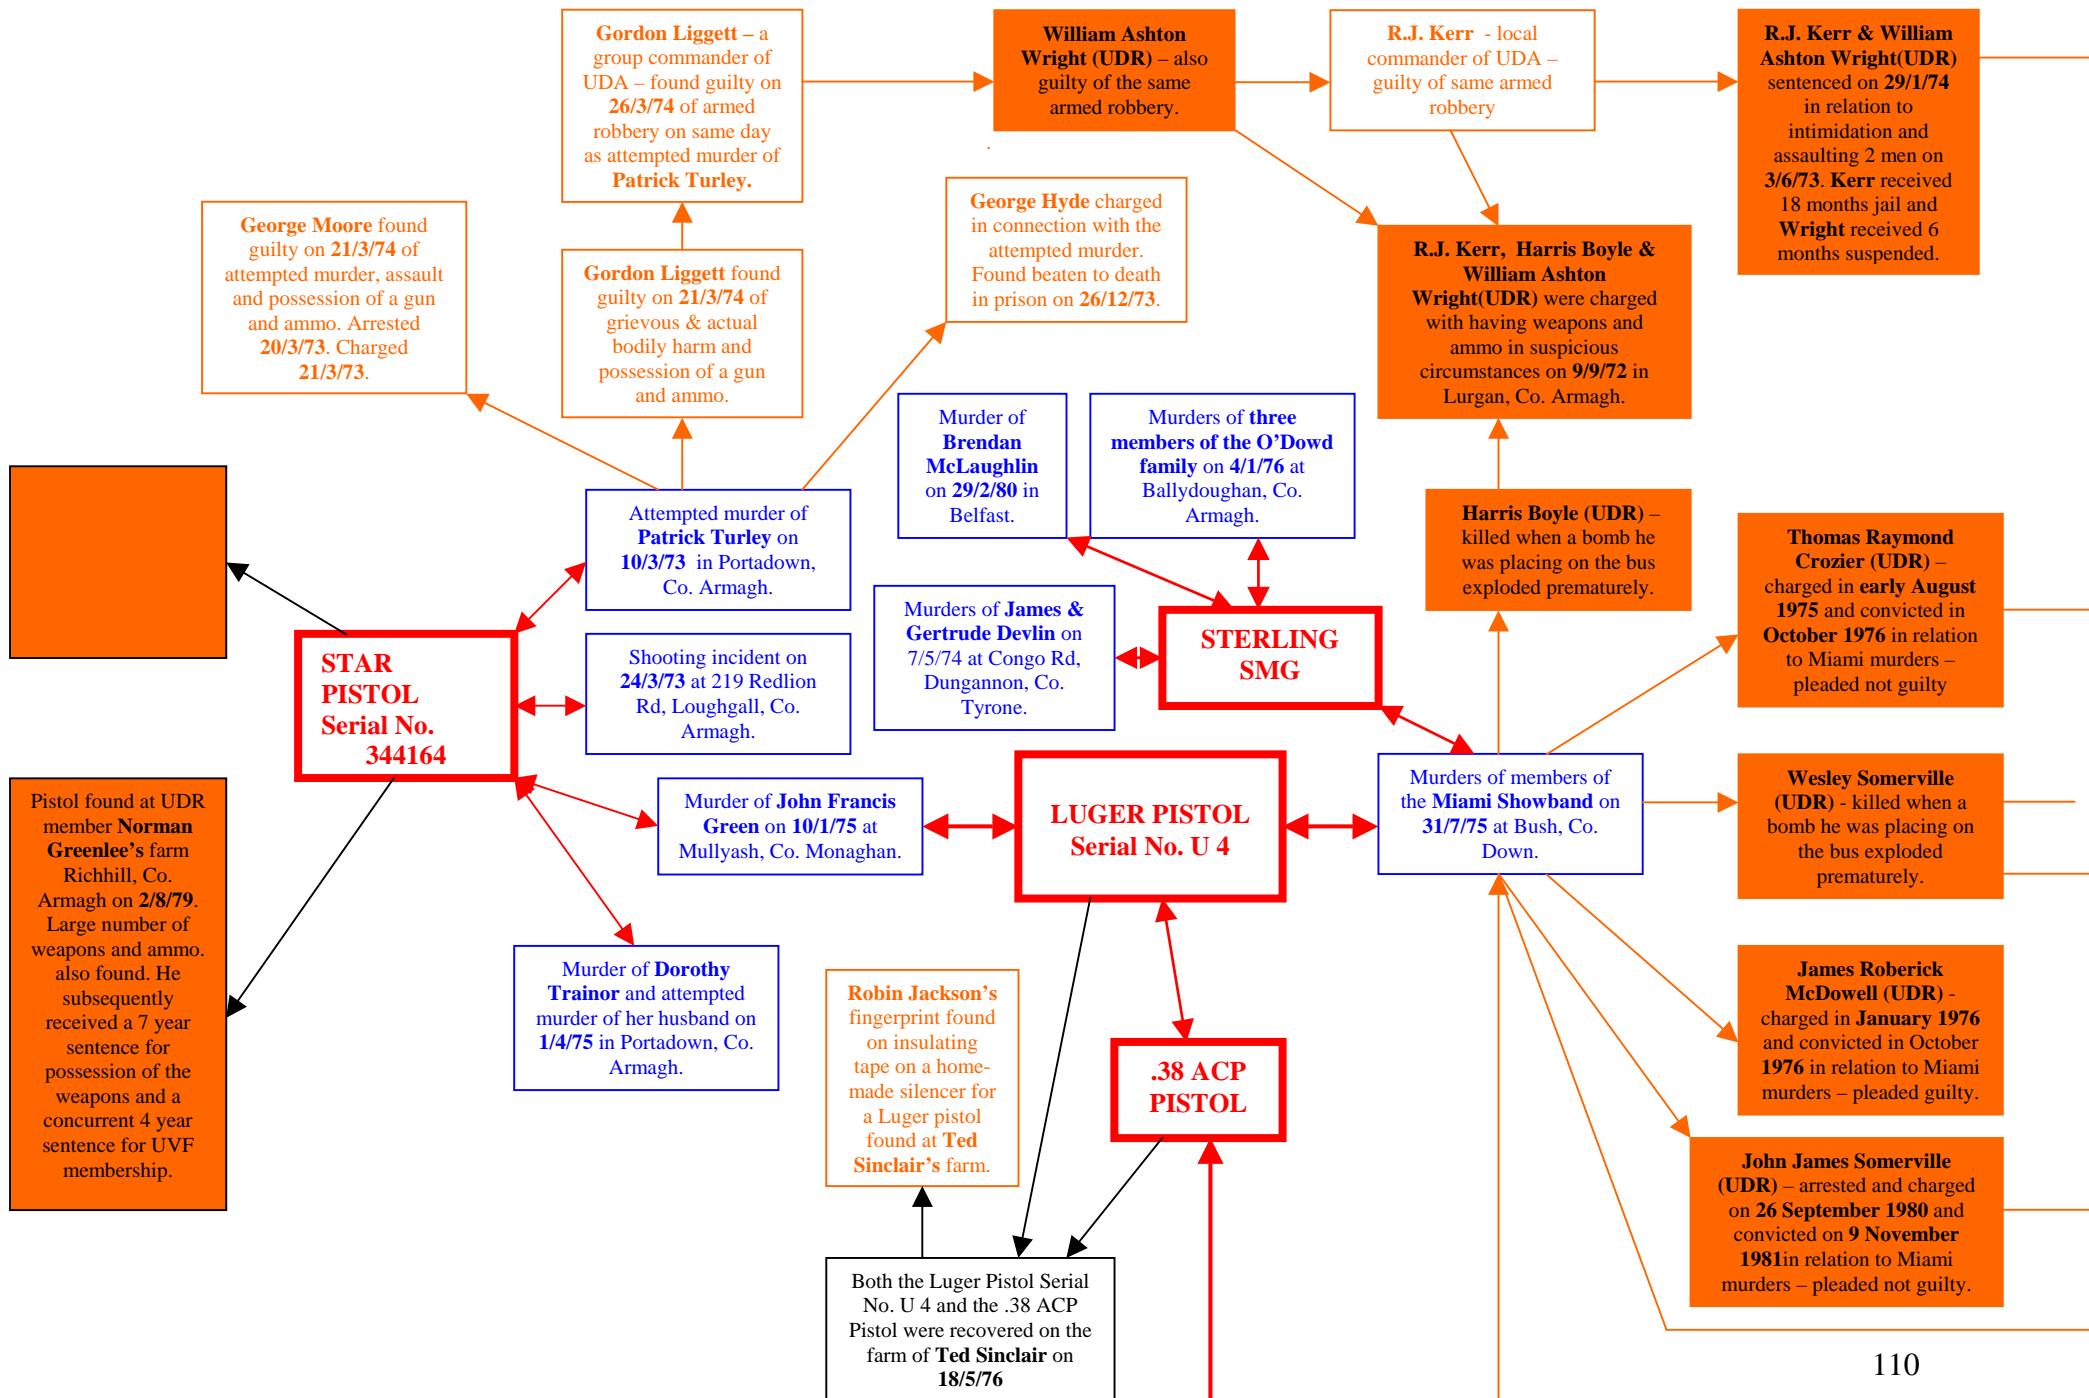 Gordon Liggett – a
group commander of
UDA – found guilty on
26/3/74 of armed
robbery on same day
as attempted murder of
Patrick Turley.
William Ashton
Wright (UDR) – also
guilty of the same
armed robbery.
R.J. Kerr  - local
commander of UDA –
guilty of same armed
robbery
R.J. Kerr & William
Ashton Wright(UDR)
sentenced on 29/1/74
in relation to
intimidation and
assaulting 2 men on
3/6/73. Kerr received
18 months jail and
Wright received 6
months suspended.
George Moore found
guilty on 21/3/74 of
attempted murder, assault
and possession of a gun
and ammo. Arrested
20/3/73. Charged
21/3/73.
Gordon Liggett found
guilty on 21/3/74 of
grievous & actual
bodily harm and
possession of a gun
and ammo.
George Hyde charged
in connection with the
attempted murder.
Found beaten to death
in prison on 26/12/73.
R.J. Kerr,  Harris Boyle &
William Ashton
Wright(UDR) were charged
with having weapons and
ammo in suspicious
circumstances on 9/9/72 in
Lurgan, Co. Armagh.
Murder of
Brendan
McLaughlin
on 29/2/80 in
Belfast.
Murders of three
members of the O’Dowd
family on 4/1/76 at
Ballydoughan, Co.
Armagh.
Attempted murder of
Patrick Turley on
10/3/73  in Portadown,
Co. Armagh.
Harris Boyle (UDR) –
killed when a bomb he
was placing on the bus
exploded prematurely.
Thomas Raymond
Crozier (UDR) –
charged in early August
1975 and convicted in
October 1976 in relation
to Miami murders –
pleaded not guilty
Murders of James &
Gertrude Devlin on
7/5/74 at Congo Rd,
Dungannon, Co.
Tyrone.
STERLING
SMG
STAR
PISTOL
Serial No.
344164
Shooting incident on
24/3/73 at 219 Redlion
Rd, Loughgall, Co.
Armagh.
Pistol found at UDR
member Norman
Greenlee’s farm
Richhill, Co.
Armagh on 2/8/79.
Large number of
weapons and ammo.
also found. He
subsequently
received a 7 year
sentence for
possession of the
weapons and a
concurrent 4 year
sentence for UVF
membership.
Murder of John Francis
Green on 10/1/75 at
Mullyash, Co. Monaghan.
LUGER PISTOL
Serial No. U 4
Murders of members of
the Miami Showband on
31/7/75 at Bush, Co.
Down.
Wesley Somerville
(UDR) - killed when a
bomb he was placing on
the bus exploded
prematurely.
Murder of Dorothy
Trainor and attempted
murder of her husband on
1/4/75 in Portadown, Co.
Armagh.
Robin Jackson’s
fingerprint found
on insulating
tape on a home-
made silencer for
a Luger pistol
found at Ted
Sinclair’s farm.
.38 ACP
PISTOL
James Roberick
McDowell (UDR) -
charged in January 1976
and convicted in October
1976 in relation to Miami
murders – pleaded guilty.
John James Somerville
(UDR) – arrested and charged
on 26 September 1980 and
convicted on 9 November
1981in relation to Miami
murders – pleaded not guilty.
Both the Luger Pistol Serial
No. U 4 and the .38 ACP
Pistol were recovered on the
farm of Ted Sinclair on
18/5/76
110